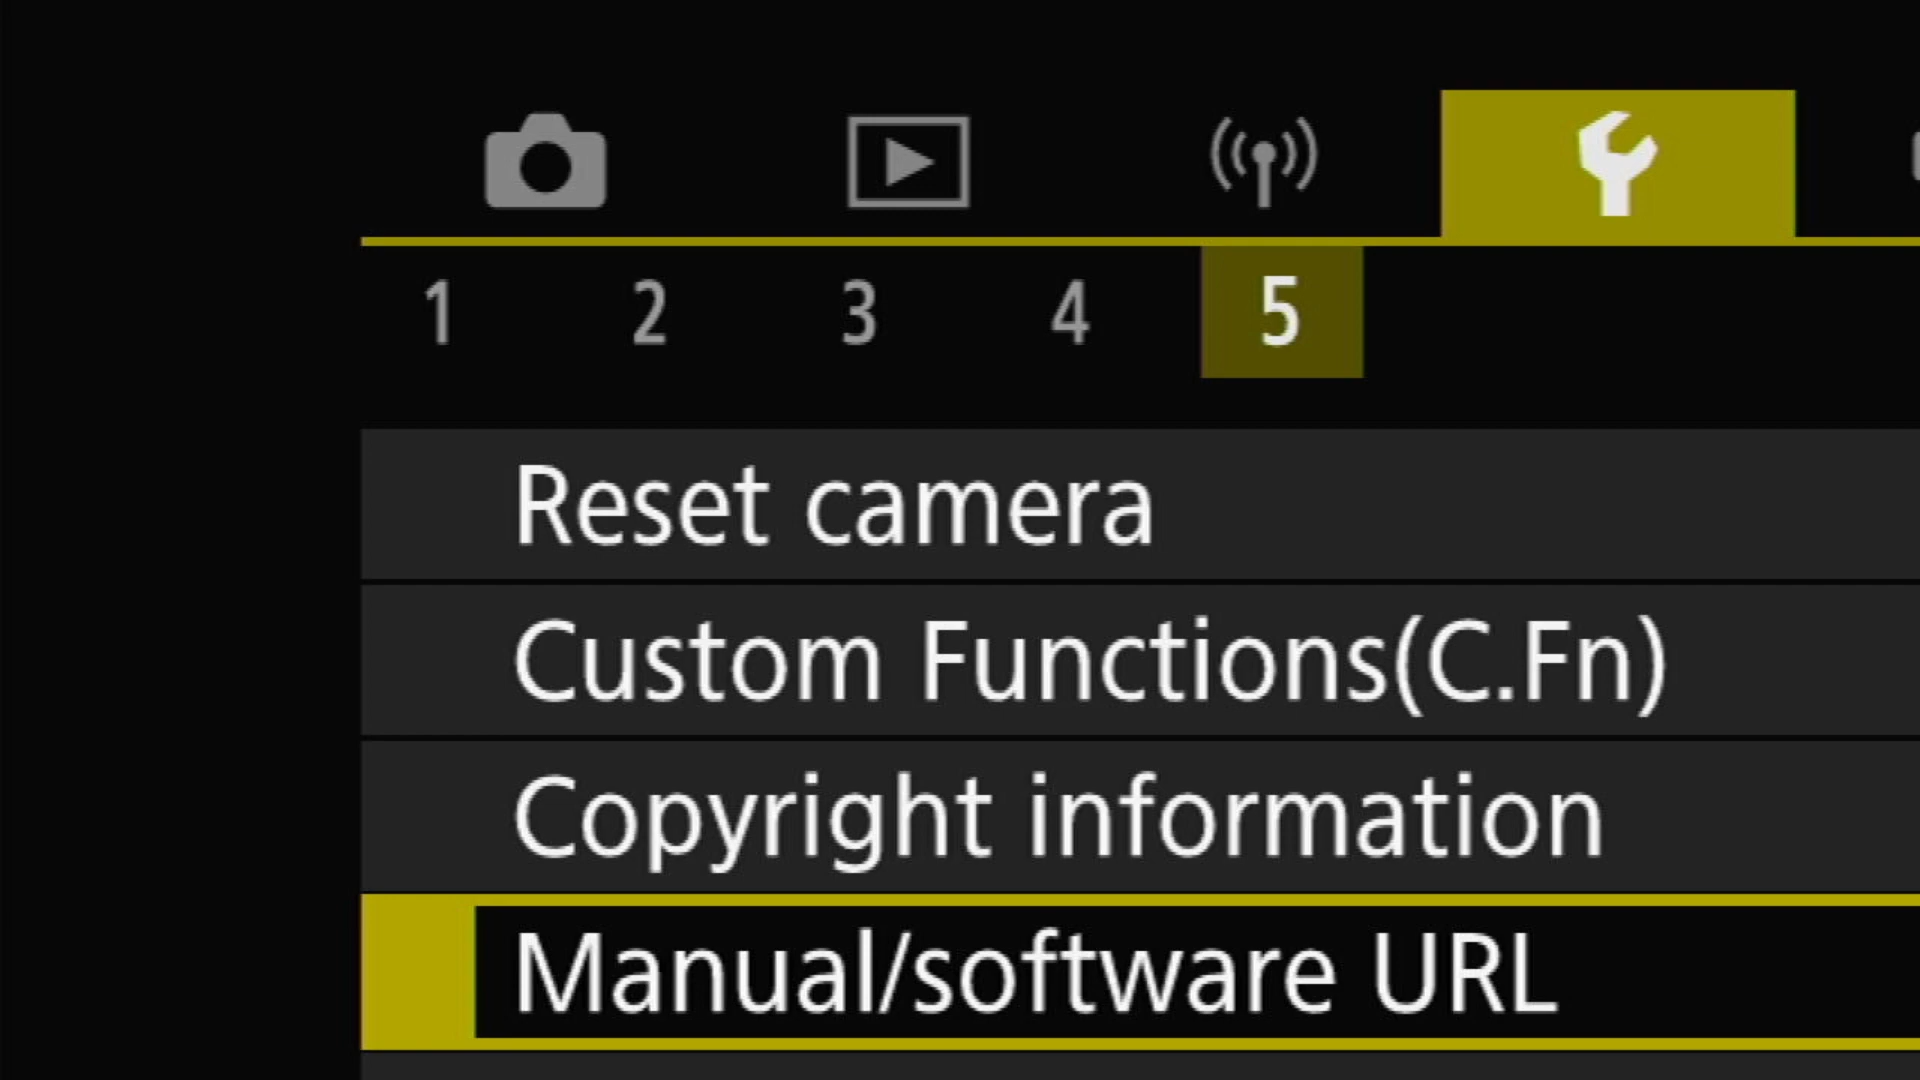 1 2 3 4 5
Reset camera
Custom Functions(C.Fn)
Copyright information
Manual/software URL